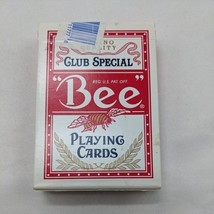 CLUB SPECIAL
REG. U.S. PAT. OFF.
"Bee"®
PLAYING
CARDS